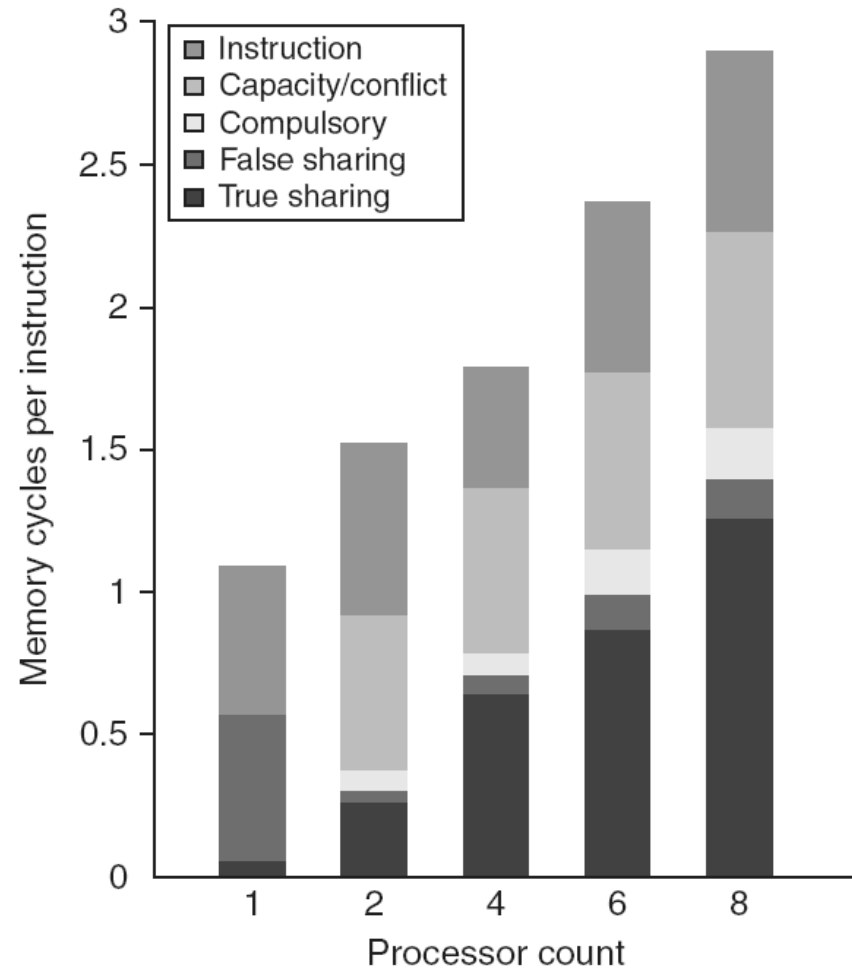 3
Instruction
Capacity/conflict
Compulsory
False sharing
True sharing
2.5
2
1.5
1
0.5
0
Memory cycles per instruction
1 2 4 6 8
Processor count